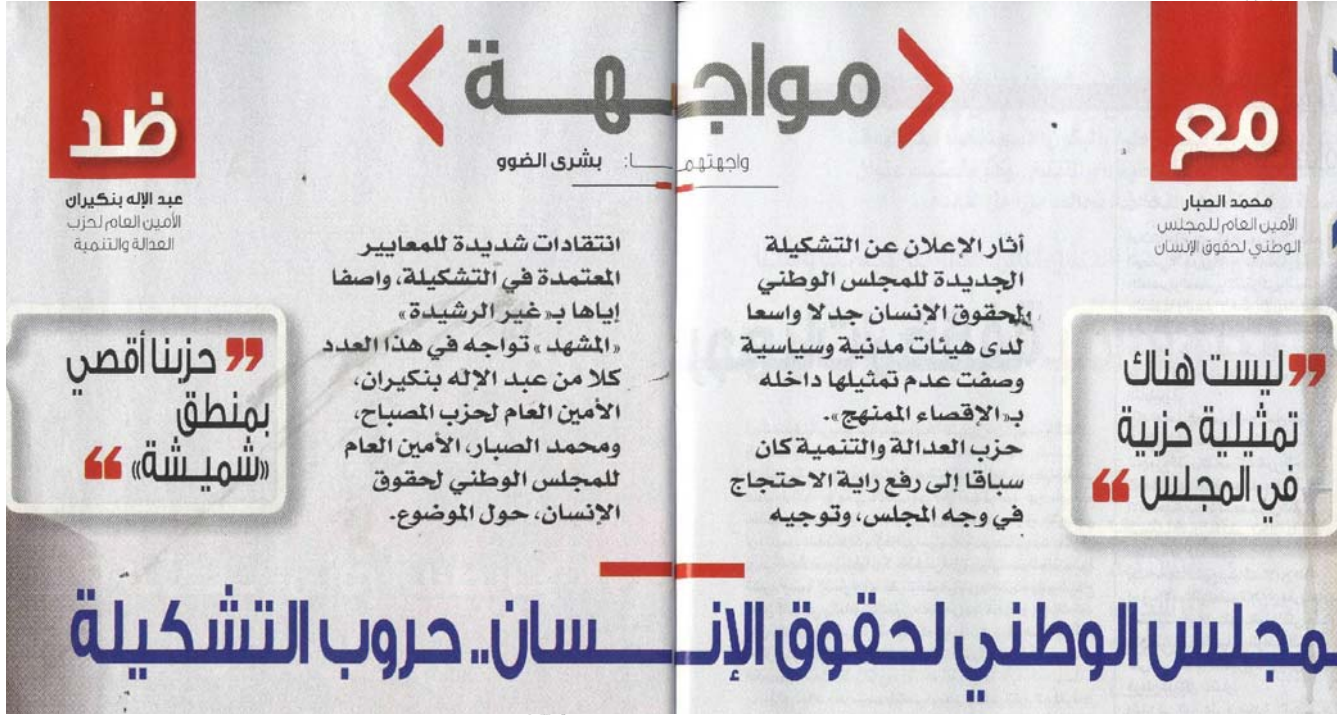 مواجهة
واجهتهما: بشرى الضوو
مع
محمد الصبار
الأمين العام للمجلس
الوطني لحقوق الإنسان
”ليست هناك
تمثيلية حزبية
في المجلس “
أثار الإعلان عن التشكيلة
الجديدة للمجلس الوطني
لحقوق الإنسان جدلا واسعا
لدى هيئات مدنية وسياسية
وصفت عدم تمثيلها داخله
بـ«الإقصاء الممنهج».
حزب العدالة والتنمية كان
سباقا إلى رفع راية الاحتجاج
في وجه المجلس، وتوجيه
انتقادات شديدة للمعايير
المعتمدة في التشكيلة، واصفا
إياها بـ«غير الرشيدة»
«المشهد» تواجه في هذا العدد
كلا من عبد الإله بنكيران،
الأمين العام لحزب المصباح،
ومحمد الصبار، الأمين العام
للمجلس الوطني لحقوق
الإنسان، حول الموضوع.
ضد
عبد الإله بنكيران
الأمين العام لحزب
العدالة والتنمية
” حزبنا أقصي
بمنطق
«شميشة» “
لمجلس الوطني لحقوق الإنسان.. حروب التشكيلة